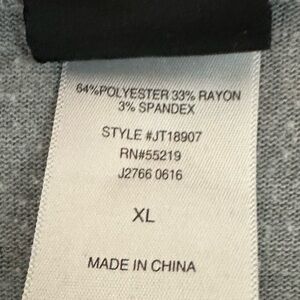 64%POLYESTER 33% RAYON
3% SPANDEX
STYLE #JT18907
RN#55219
J2766 0616
XL
MADE IN CHINA